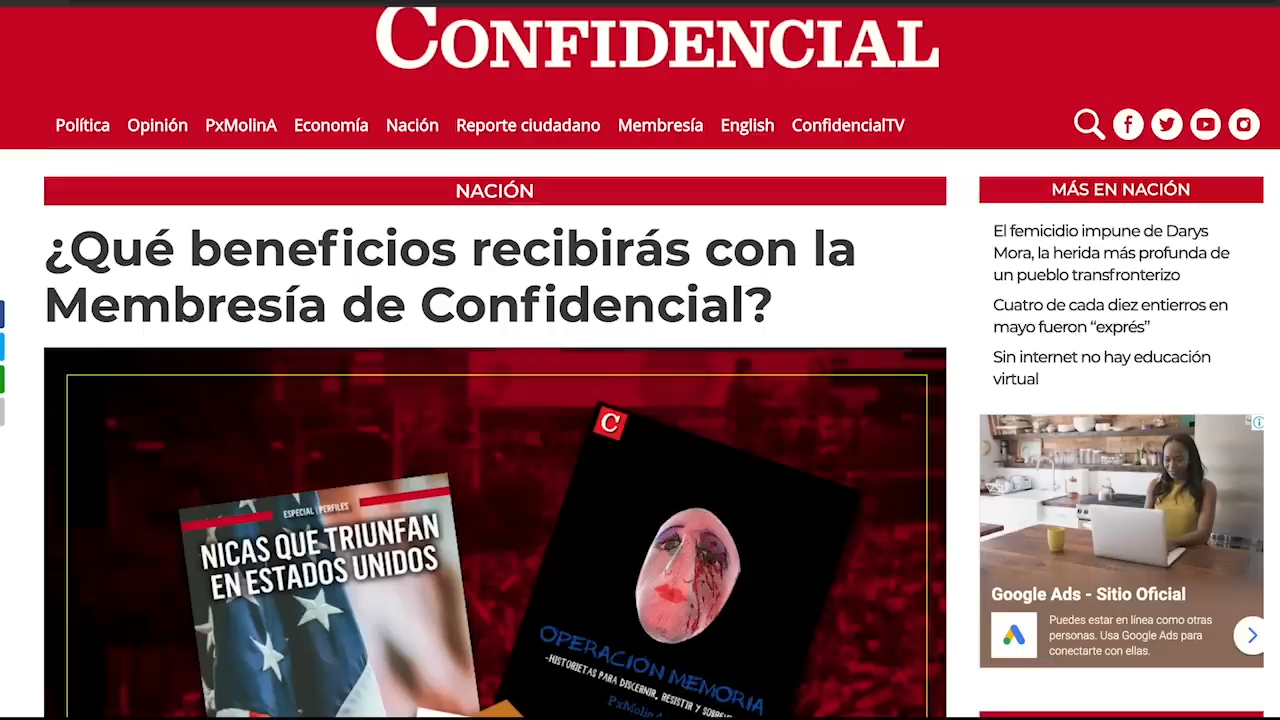 CONFIDENCIAL
Política Opinión PxMolinA Economía Nación Reporte ciudadano Membresía English ConfidencialTV
NACIÓN
¿Qué beneficios recibirás con la
Membresía de Confidencial?
C
ESPECIAL | PERFILES
NICAS QUE TRIUNFAN
EN ESTADOS UNIDOS
OPERACIÓN MEMORIA
-HISTORIETAS PARA DISCERNIR, RESISTIR Y
PxMolinA
MÁS EN NACIÓN
El femicidio impune de Darys
Mora, la herida más profunda de
un pueblo transfronterizo
Cuatro de cada diez entierros en
mayo fueron “exprés”
Sin internet no hay educación
virtual
Google Ads - Sitio Oficial
Puedes estar en línea como otras
personas. Usa Google Ads para
conectarte con ellas.